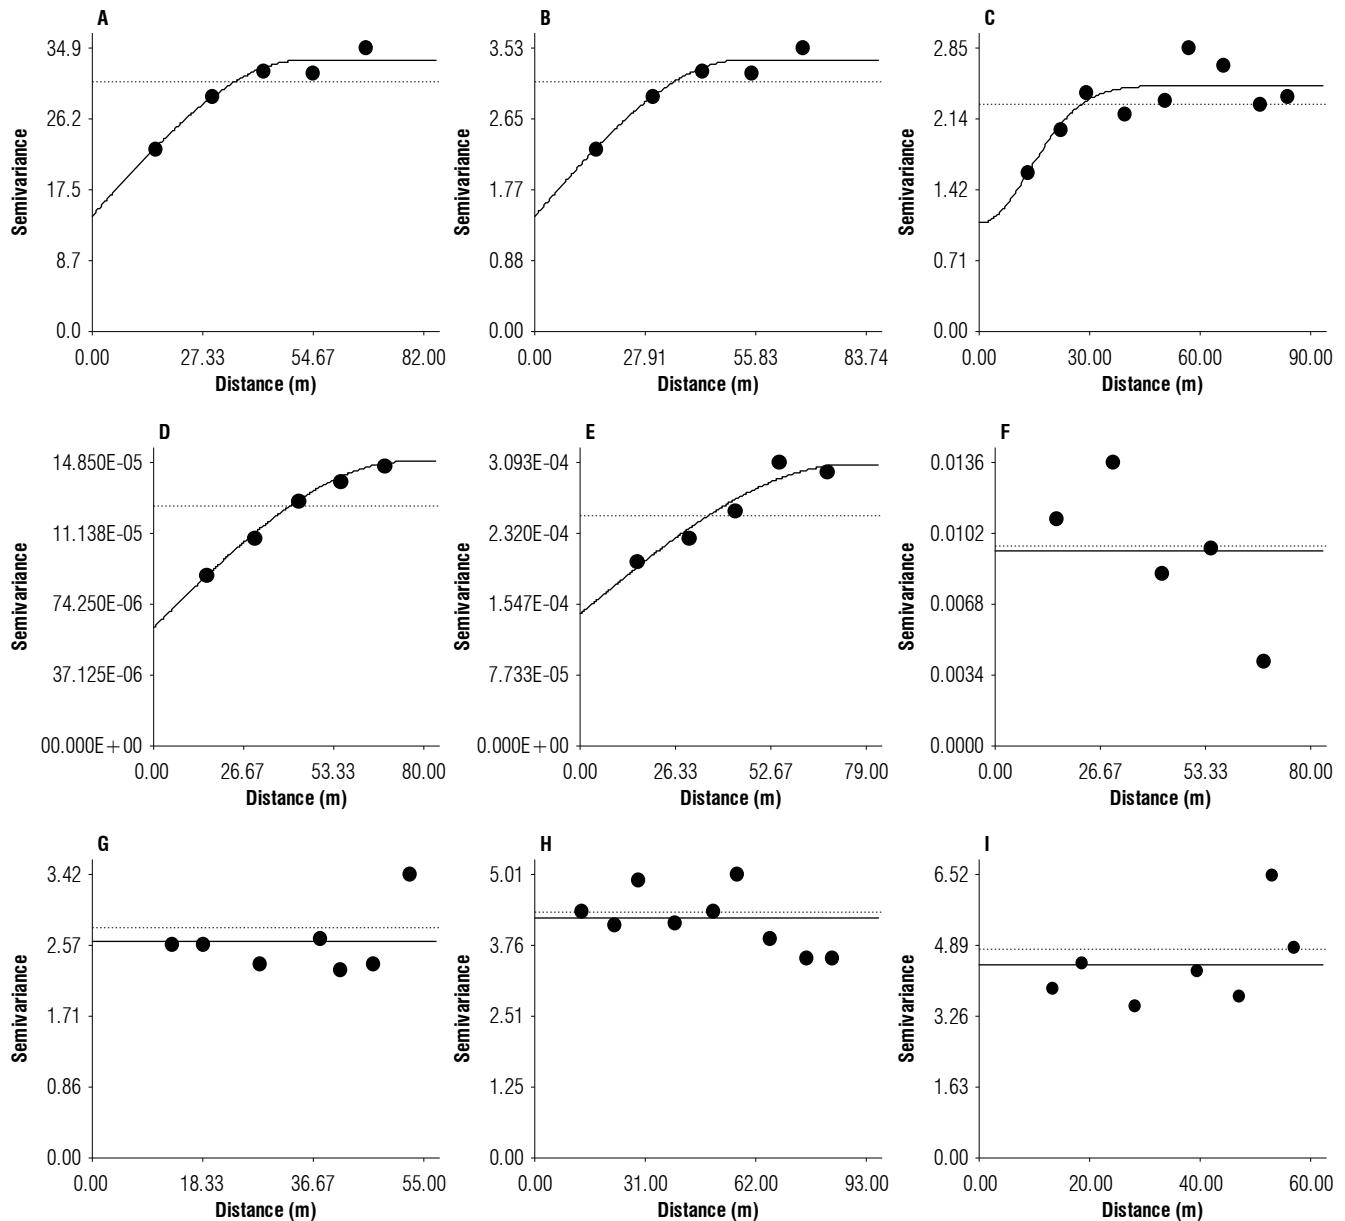 A
34.9
26.2
17.5
8.7
0.0
Semivariance
0.00 27.33 54.67 82.00
Distance (m)
B
3.53
2.65
1.77
0.88
0.00
Semivariance
0.00 27.91 55.83 83.74
Distance (m)
C
2.85
2.14
1.42
0.71
0.00
Semivariance
0.00 30.00 60.00 90.00
Distance (m)
D
14.850E-05
11.138E-05
74.250E-06
37.125E-06
00.000E+00
Semivariance
0.00 26.67 53.33 80.00
Distance (m)
E
3.093E-04
2.320E-04
1.547E-04
7.733E-05
0.000E+00
Semivariance
0.00 26.33 52.67 79.00
Distance (m)
F
0.0136
0.0102
0.0068
0.0034
0.0000
Semivariance
0.00 26.67 53.33 80.00
Distance (m)
G
3.42
2.57
1.71
0.86
0.00
Semivariance
0.00 18.33 36.67 55.00
Distance (m)
H
5.01
3.76
2.51
1.25
0.00
Semivariance
0.00 31.00 62.00 93.00
Distance (m)
I
6.52
4.89
3.26
1.63
0.00
Semivariance
0.00 20.00 40.00 60.00
Distance (m)